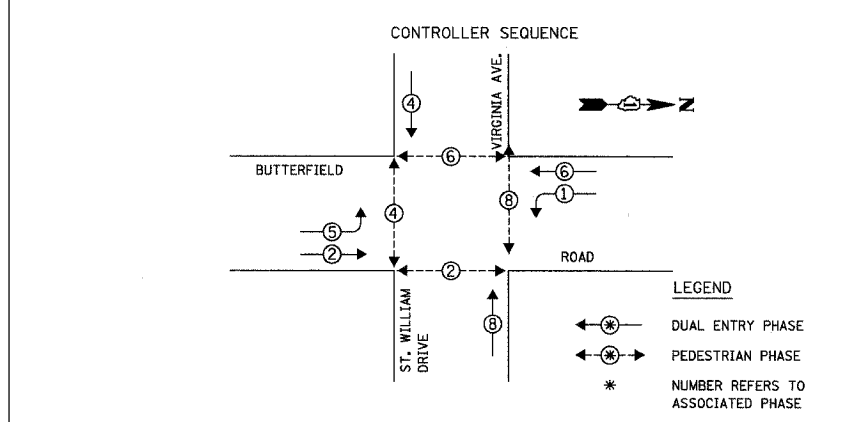 CONTROLLER SEQUENCE
VIRGINIA AVE.
4
N
6
BUTTERFIELD
6
1
4
8
5
2
ROAD
2
LEGEND
ST. WILLIAM
DRIVE
8
* DUAL ENTRY PHASE
* PEDESTRIAN PHASE
* NUMBER REFERS TO
ASSOCIATED PHASE